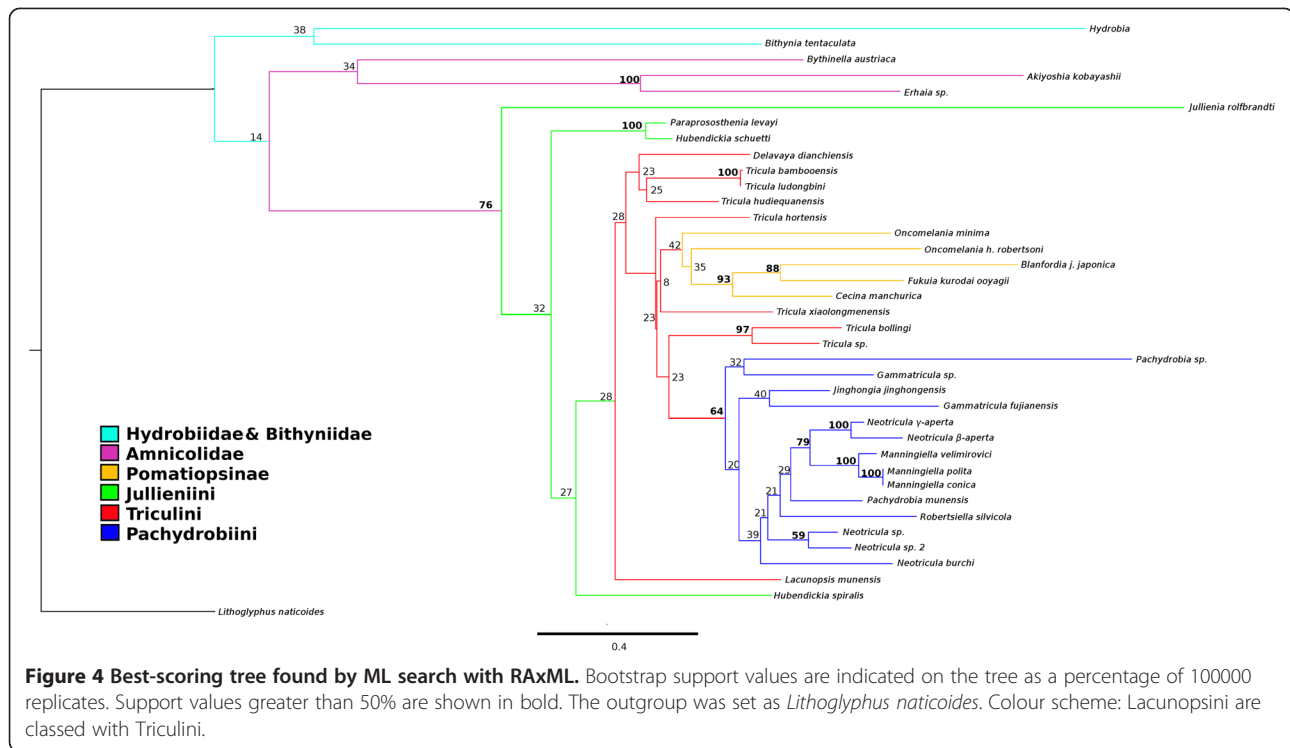 38
Hydrobia
Bithynia tentaculata
34
Bythinella austriaca
100
Akiyoshia kobayashii
Erhaia sp.
14
Jullienia rolfbrandti
100
Paraprososthenia levayi
Hubendickia schuetti
76
Delavaya dianchiensis
23
100
Tricula bambooensis
Tricula ludongbini
25
Tricula hudiequanensis
28
Tricula hortensis
42
Oncomelania minima
Oncomelania h. robertsoni
35
88
Blanfordia j. japonica
93
Fukuia kurodai ooyagii
8
Cecina manchurica
32
23
Tricula xiaolongmenensis
97
Tricula bollingi
Tricula sp.
32
Pachydrobia sp.
23
Gammatricula sp.
40
Jinghongia jinghongensis
28
64
Gammatricula fujianensis
100
Neotricula γ-aperta
Neotricula β-aperta
79
100
Manningiella velimirovici
100
Manningiella polita
20
29
Manningiella conica
27
21
Pachydrobia munensis
21
Robertsiella silvicola
39
59
Neotricula sp.
Neotricula sp. 2
Neotricula burchi
Lacunopsis munensis
Hubendickia spiralis
Lithoglyphus naticoides
Hydrobiidae & Bithyniidae
Amnicolidae
Pomatiopsinae
Jullieniini
Triculini
Pachydrobiini
0.4
Figure 4 Best-scoring tree found by ML search with RAxML. Bootstrap support values are indicated on the tree as a percentage of 100000
replicates. Support values greater than 50% are shown in bold. The outgroup was set as Lithoglyphus naticoides. Colour scheme: Lacunopsini are
classed with Triculini.